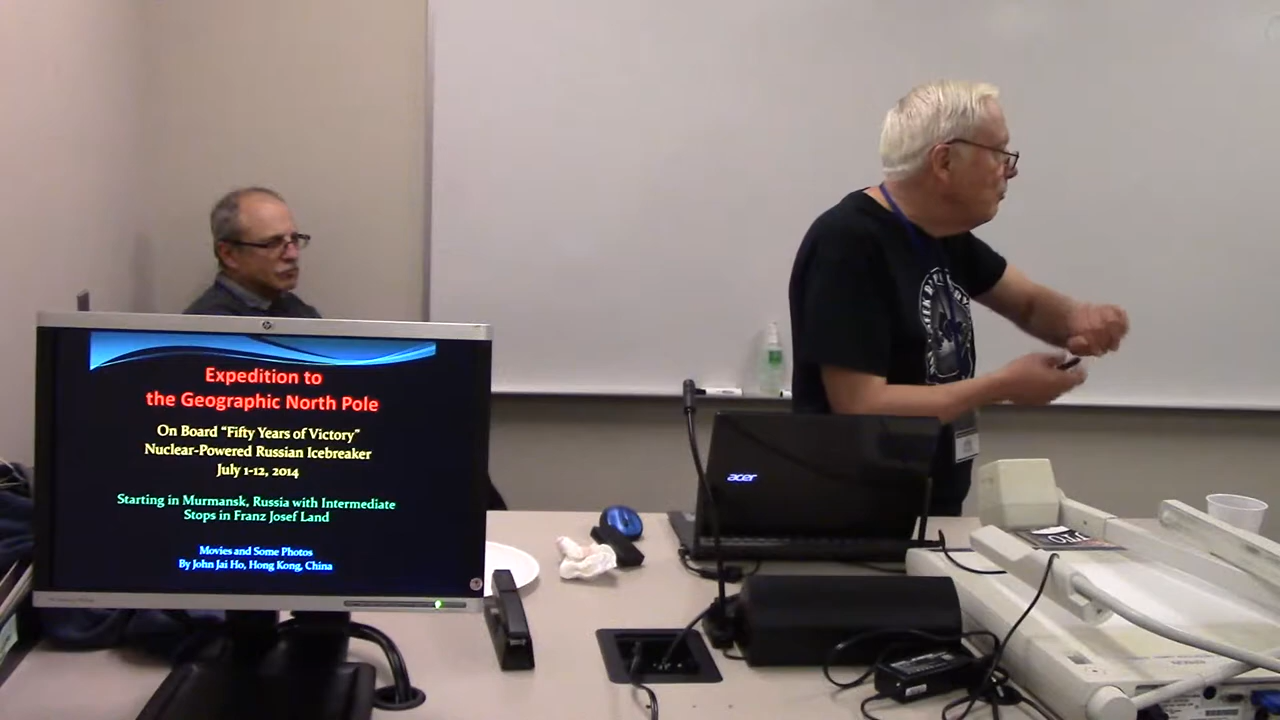 Expedition to
the Geographic North Pole
On Board "Fifty Years of Victory"
Nuclear-Powered Russian Icebreaker
July 1-12, 2014
Starting in Murmansk, Russia with Intermediate
Stops in Franz Josef Land
Movies and Some Photos
By John Jai Ho, Hong Kong, China
hp
acer